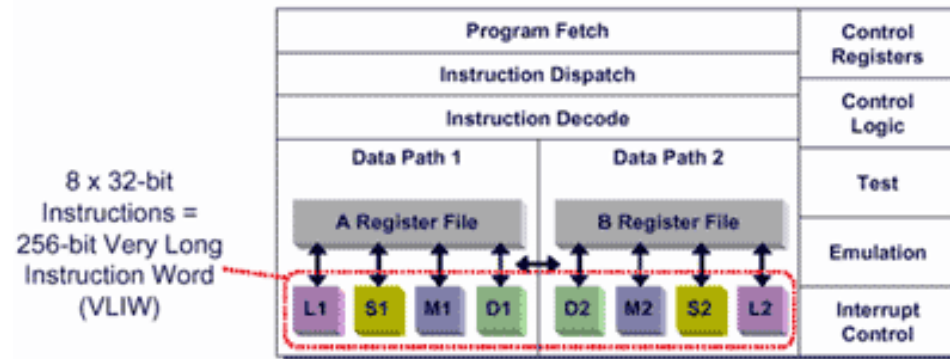 Program Fetch
Instruction Dispatch
Instruction Decode
Data Path 1
Data Path 2
A Register File
B Register File
L1 S1 M1 D1 D2 M2 S2 L2
8 x 32-bit
Instructions =
256-bit Very Long
Instruction Word
(VLIW)
Control
Registers
Control
Logic
Test
Emulation
Interrupt
Control